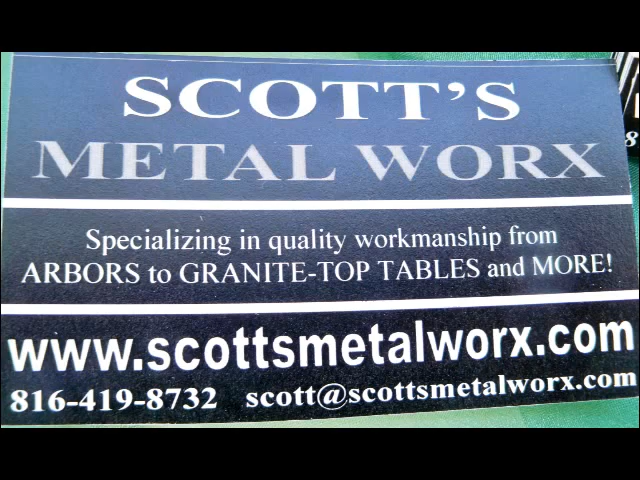 SCOTT'S
METAL WORX
Specializing in quality workmanship from
ARBORS to GRANITE-TOP TABLES and MORE!
www.scottsmetalworx.com
816-419-8732 scott@scottsmetalworx.com
8